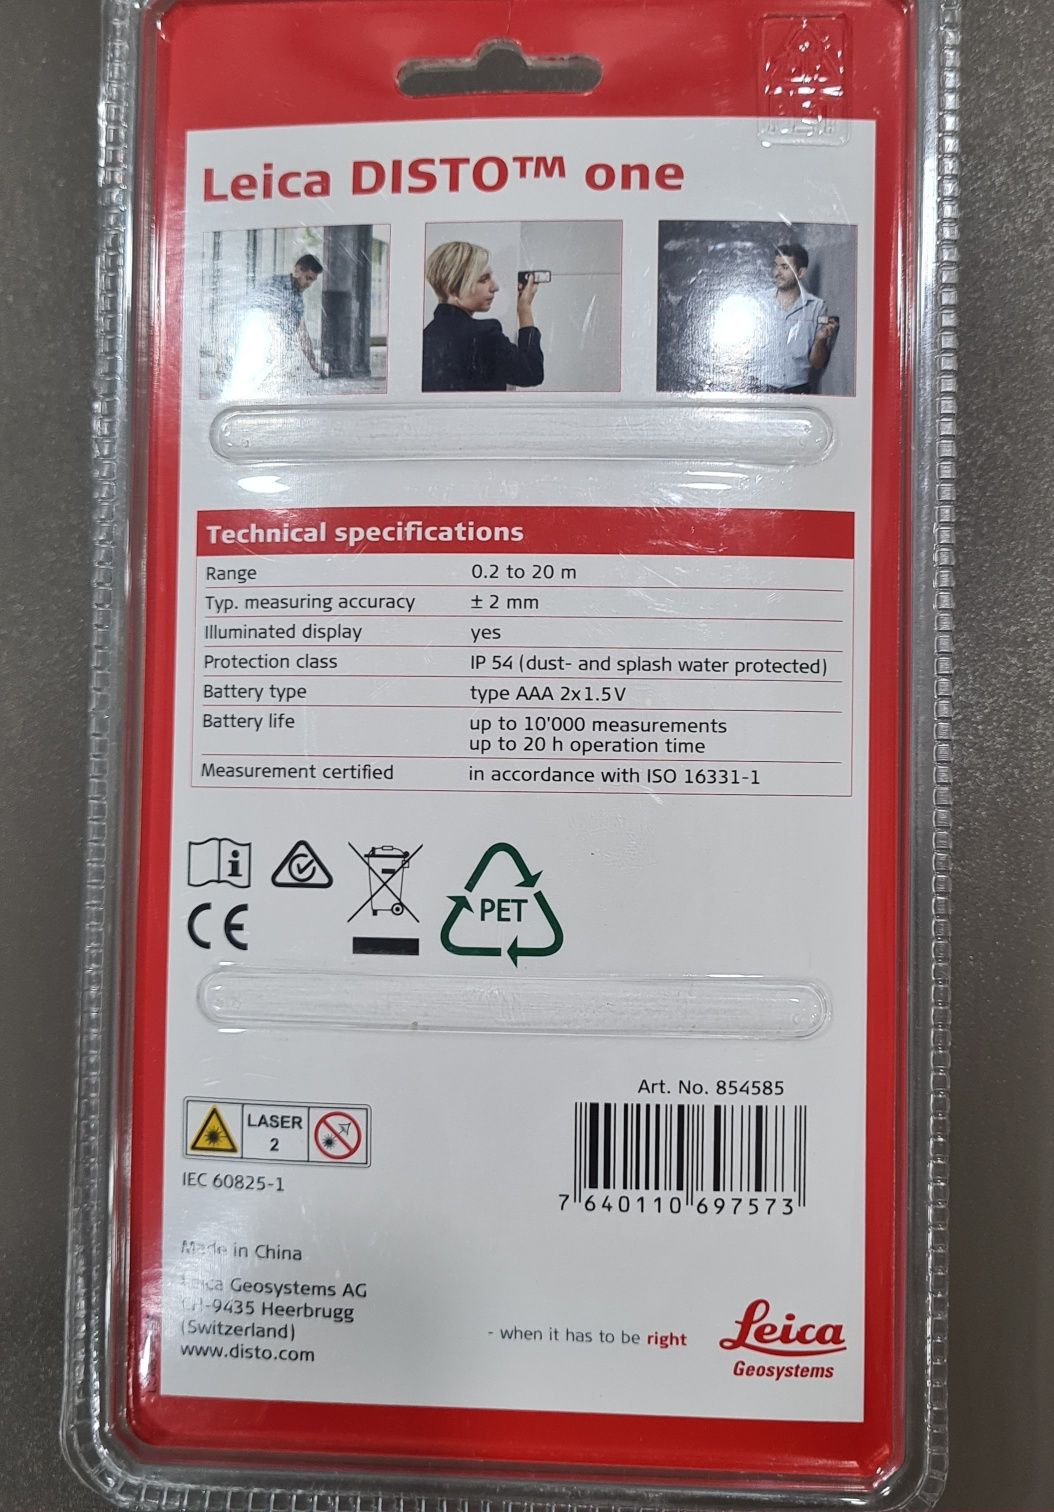 Leica DISTO™ one
Technical specifications
Range 0.2 to 20 m
Typ. measuring accuracy ± 2 mm
Illuminated display yes
Protection class IP 54 (dust- and splash water protected)
Battery type type AAA 2x1.5V
Battery life up to 10'000 measurements
up to 20 h operation time
Measurement certified in accordance with ISO 16331-1
PET
CE
LASER
2
IEC 60825-1
Art. No. 854585
7 640110 697573
Made in China
Leica Geosystems AG
CH-9435 Heerbrugg
(Switzerland)
www.disto.com
- when it has to be right
Leica
Geosystems